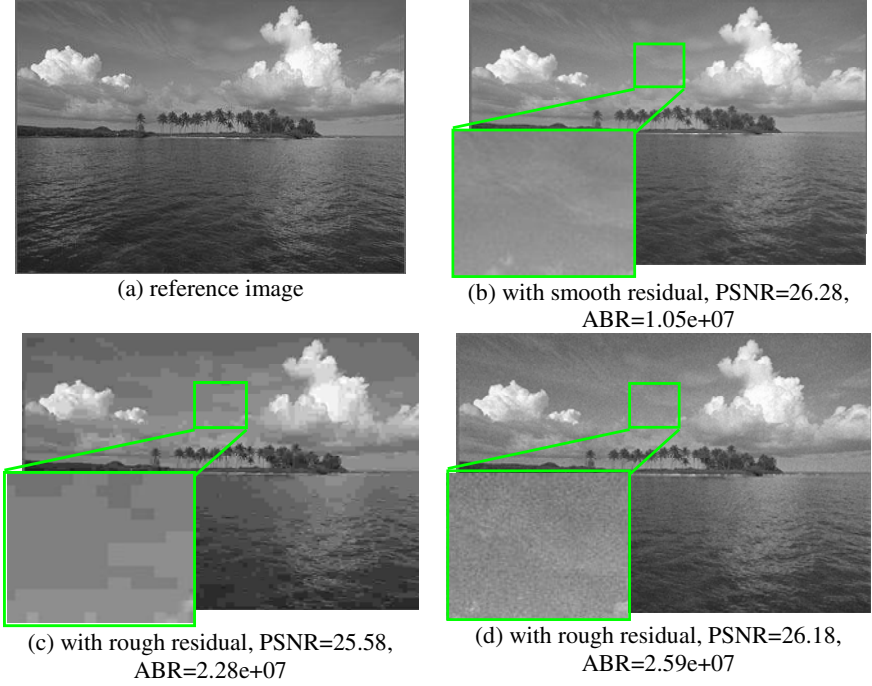 (a) reference image
(b) with smooth residual, PSNR=26.28,
ABR=1.05e+07
(c) with rough residual, PSNR=25.58,
ABR=2.28e+07
(d) with rough residual, PSNR=26.18,
ABR=2.59e+07